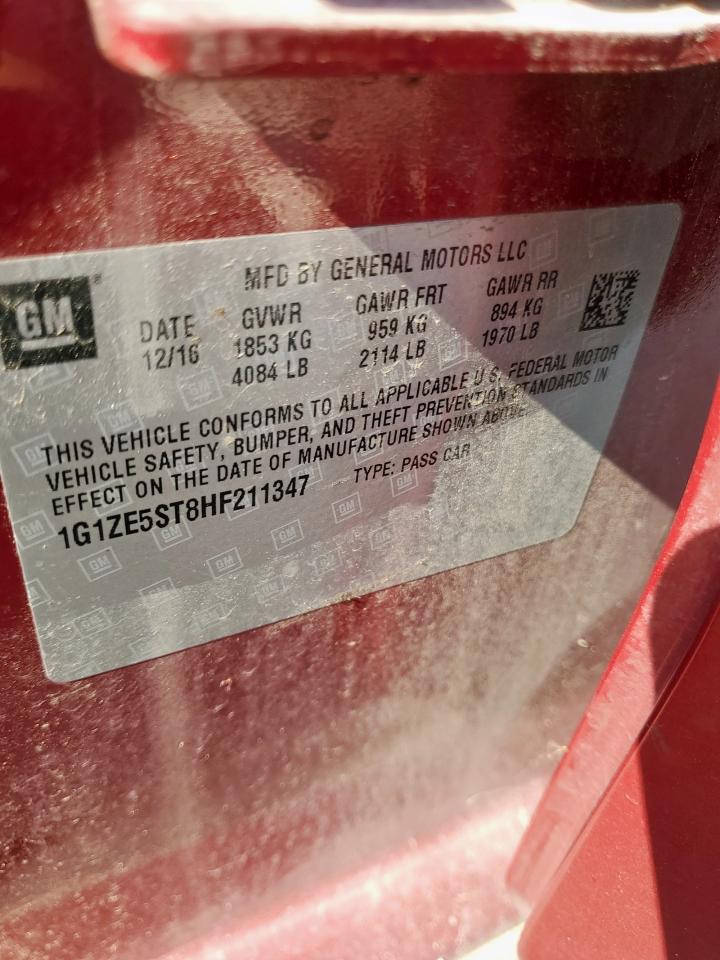 GM
MFD BY GENERAL MOTORS LLC
DATE GVWR GAWR FRT GAWR RR
12/16 1853 KG 959 KG 894 KG
4084 LB 2114 LB 1970 LB
THIS VEHICLE CONFORMS TO ALL APPLICABLE U.S. FEDERAL MOTOR
VEHICLE SAFETY, BUMPER, AND THEFT PREVENTION STANDARDS IN
EFFECT ON THE DATE OF MANUFACTURE SHOWN ABOVE.
1G1ZE5ST8HF211347 TYPE: PASS CAR